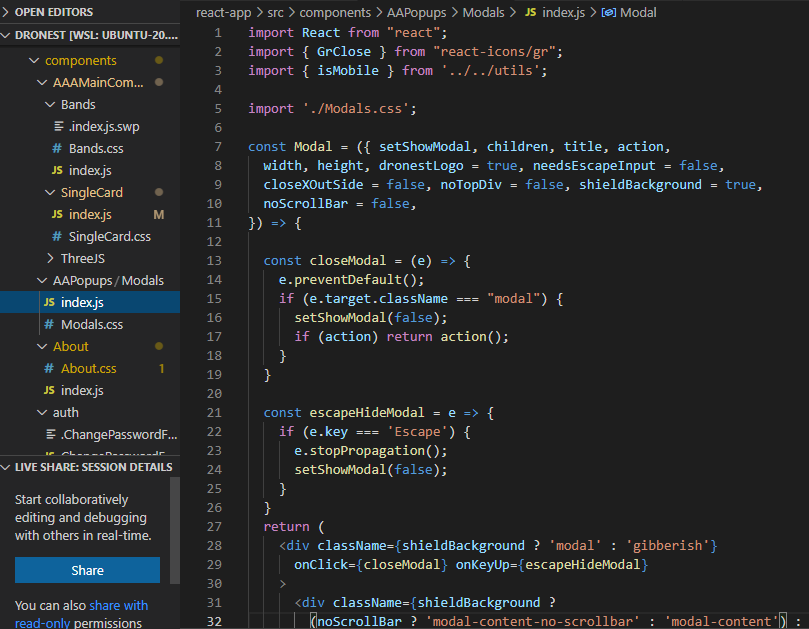 OPEN EDITORS
DRONEST [WSL: UBUNTU-20....
components
AAAMainCom...
Bands
.index.js.swp
# Bands.css
JS index.js
SingleCard
JS index.js M
# SingleCard.css
ThreeJS
AAPopups / Modals
JS index.js
# Modals.css
About
# About.css 1
JS index.js
auth
.ChangePasswordF...
LIVE SHARE: SESSION DETAILS
Start collaboratively
editing and debugging
with others in real-time.
Share
You can also share with
read-only permissions
react-app > src > components > AAPopups > Modals > JS index.js > Modal
1 import React from "react";
2 import { GrClose } from "react-icons/gr";
3 import { isMobile } from '../../utils';
4
5 import './Modals.css';
6
7 const Modal = ({ setShowModal, children, title, action,
8 width, height, dronestLogo = true, needsEscapeInput = false,
9 closeXOutSide = false, noTopDiv = false, shieldBackground = true,
10 noScrollBar = false,
11 }) => {
12
13 const closeModal = (e) => {
14 e.preventDefault();
15 if (e.target.className === "modal") {
16 setShowModal(false);
17 if (action) return action();
18 }
19 }
20
21 const escapeHideModal = e => {
22 if (e.key === 'Escape') {
23 e.stopPropagation();
24 setShowModal(false);
25 }
26 }
27 return (
28 <div className={shieldBackground ? 'modal' : 'gibberish'}
29 onClick={closeModal} onKeyUp={escapeHideModal}
30 >
31 <div className={shieldBackground ?
32 (noScrollBar ? 'modal-content-no-scrollbar' : 'modal-content') :